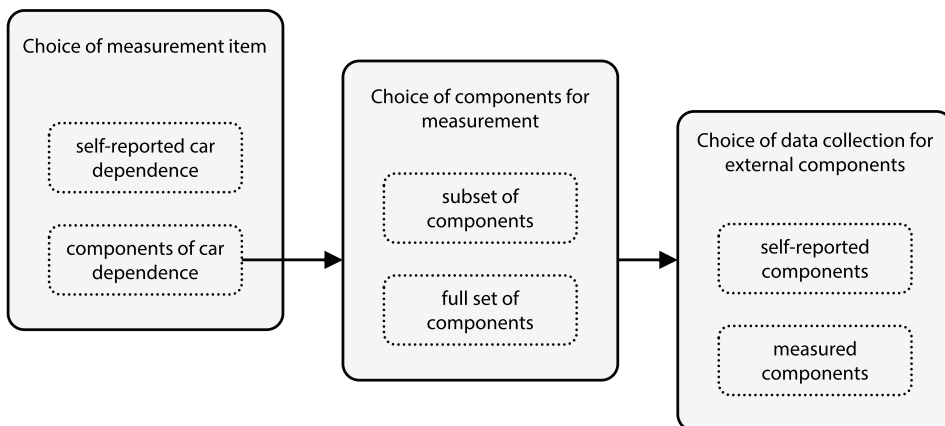 Choice of measurement item
self-reported car
dependence
components of car
dependence
Choice of components for
measurement
subset of
components
full set of
components
Choice of data collection for
external components
self-reported
components
measured
components